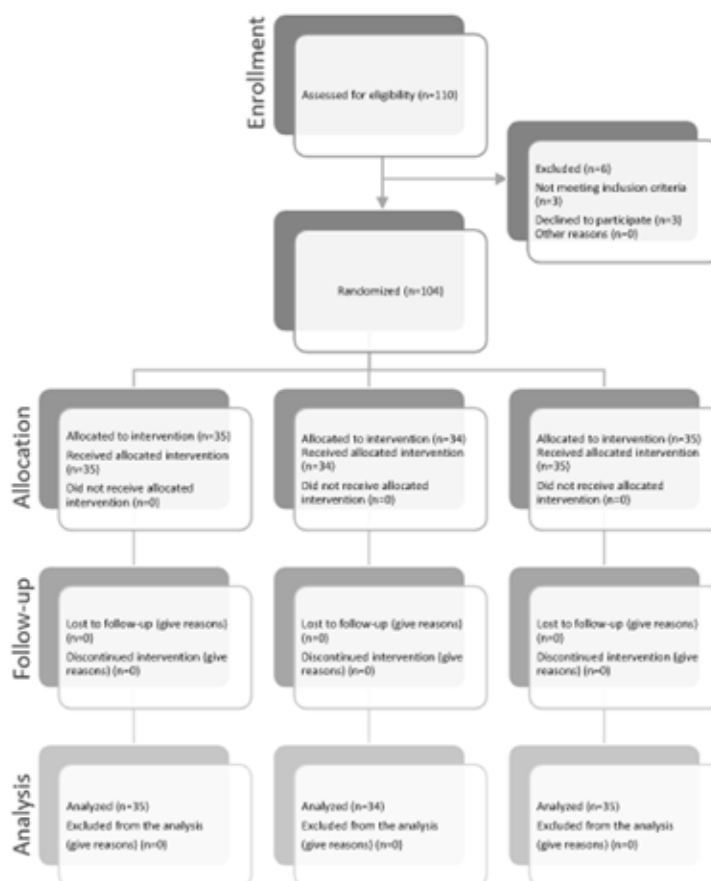 Enrollment
Assessed for eligibility (n=110)
Excluded (n=6)
Not meeting inclusion criteria
(n=3)
Declined to participate (n=3)
Other reasons (n=0)
Randomized (n=104)
Allocation
Allocated to intervention (n=35)
Received allocated intervention
(n=35)
Did not receive allocated
intervention (n=0)
Allocated to intervention (n=34)
Received allocated intervention
(n=34)
Did not receive allocated
intervention (n=0)
Allocated to intervention (n=35)
Received allocated intervention
(n=35)
Did not receive allocated
intervention (n=0)
Follow-up
Lost to follow-up (give reasons)
(n=0)
Discontinued intervention (give
reasons) (n=0)
Lost to follow-up (give reasons)
(n=0)
Discontinued intervention (give
reasons) (n=0)
Lost to follow-up (give reasons)
(n=0)
Discontinued intervention (give
reasons) (n=0)
Analysis
Analyzed (n=35)
Excluded from the analysis
(give reasons) (n=0)
Analyzed (n=34)
Excluded from the analysis
(give reasons) (n=0)
Analyzed (n=35)
Excluded from the analysis
(give reasons) (n=0)